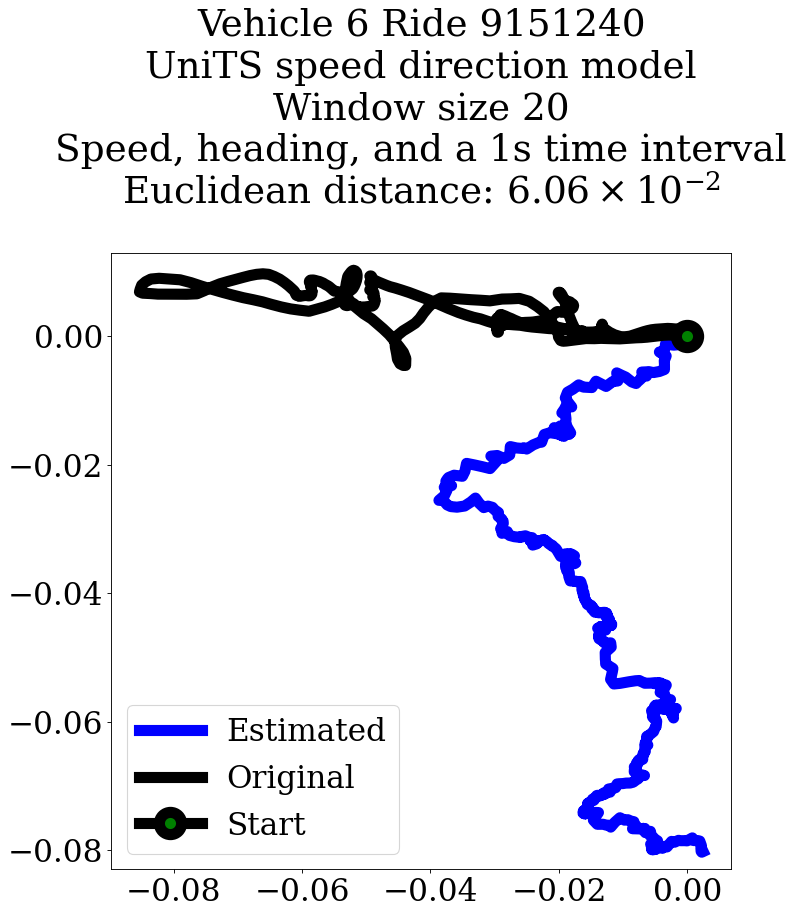 Vehicle 6 Ride 9151240
UniTS speed direction model
Window size 20
Speed, heading, and a 1s time interval
Euclidean distance: 6.06 × 10⁻²
0.00
−0.02
−0.04
−0.06
−0.08
Estimated
Original
Start
−0.08 −0.06 −0.04 −0.02 0.00